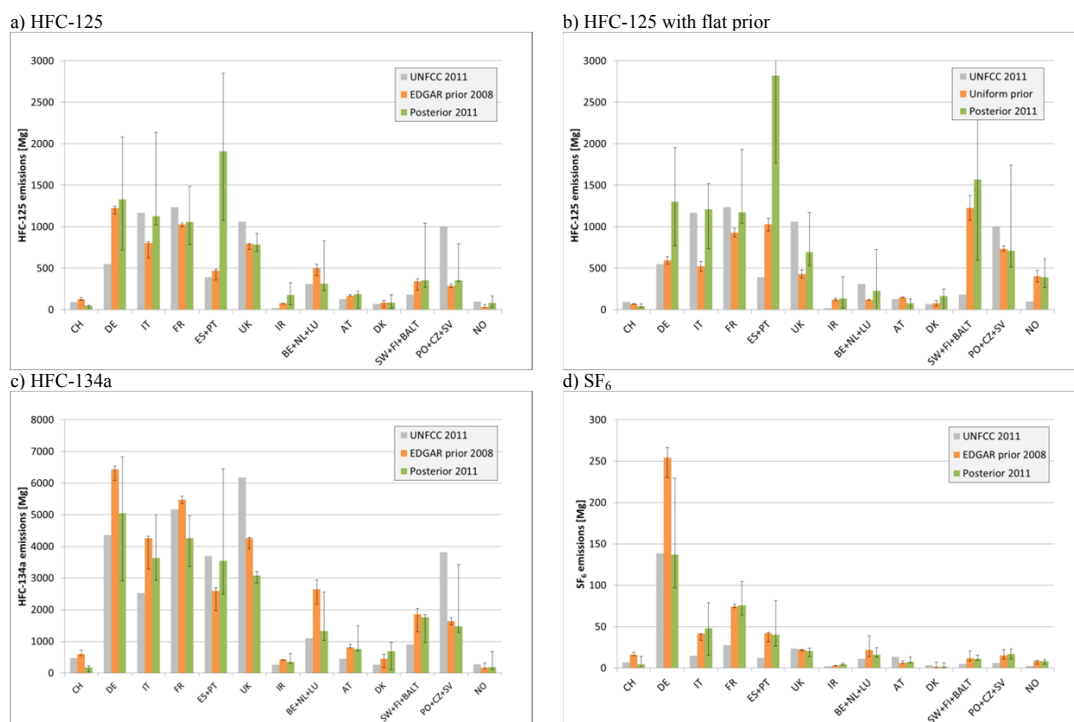 a) HFC-125
3000
2500
2000
1500
1000
500
0
HFC-125 emissions [Mg]
UNFCC 2011
EDGAR prior 2008
Posterior 2011
CH
DE
IT
FR
ES+PT
UK
IR
BE+NL+LU
AT
DK
SW+FI+BALT
PO+CZ+SV
NO
b) HFC-125 with flat prior
3000
2500
2000
1500
1000
500
0
HFC-125 emissions [Mg]
UNFCC 2011
Uniform prior
Posterior 2011
CH
DE
IT
FR
ES+PT
UK
IR
BE+NL+LU
AT
DK
SW+FI+BALT
PO+CZ+SV
NO
c) HFC-134a
8000
7000
6000
5000
4000
3000
2000
1000
0
HFC-134a emissions [Mg]
UNFCC 2011
EDGAR prior 2008
Posterior 2011
CH
DE
IT
FR
ES+PT
UK
IR
BE+NL+LU
AT
DK
SW+FI+BALT
PO+CZ+SV
NO
d) SF₆
300
250
200
150
100
50
0
SF₆ emissions [Mg]
UNFCC 2011
EDGAR prior 2008
Posterior 2011
CH
DE
IT
FR
ES+PT
UK
IR
BE+NL+LU
AT
DK
SW+FI+BALT
PO+CZ+SV
NO